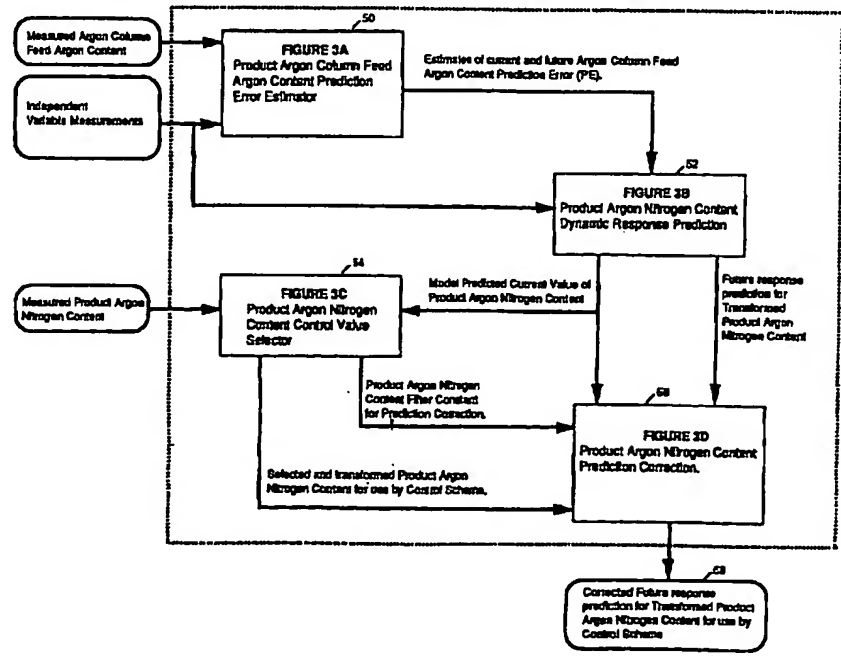 Measured Argon Column
Feed Argon Content
50
FIGURE 3A
Product Argon Column Feed
Argon Content Prediction
Error Estimator
Estimates of current and future Argon Column Feed
Argon Content Prediction Error (PE).
Independent
Variable Measurements
52
FIGURE 3B
Product Argon Nitrogen Content
Dynamic Response Prediction
54
FIGURE 3C
Product Argon Nitrogen
Content Control Value
Selector
Measured Product Argon
Nitrogen Content
Model Predicted Current Value of
Product Argon Nitrogen Content
Future response
prediction for
Transformed
Product Argon
Nitrogen Content
Product Argon Nitrogen
Content Filter Constant
for Prediction Correction.
56
FIGURE 3D
Product Argon Nitrogen Content
Prediction Correction.
Selected and transformed Product Argon
Nitrogen Content for use by Control Scheme.
58
Corrected Future response
prediction for Transformed Product
Argon Nitrogen Content for use by
Control Scheme